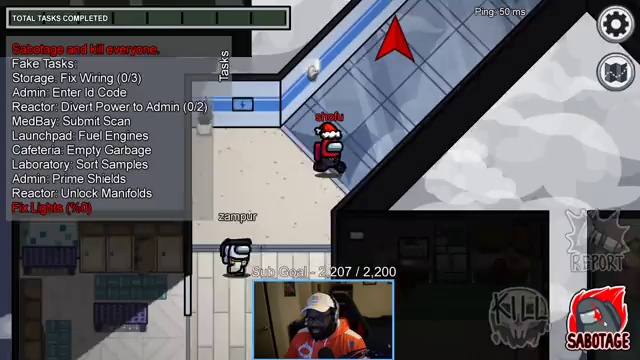 TOTAL TASKS COMPLETED
Ping: 50 ms
Sabotage and kill everyone.
Fake Tasks:
Storage: Fix Wiring (0/3)
Admin: Enter Id Code
Reactor: Divert Power to Admin (0/2)
MedBay: Submit Scan
Launchpad: Fuel Engines
Cafeteria: Empty Garbage
Laboratory: Sort Samples
Admin: Prime Shields
Reactor: Unlock Manifolds
Fix Lights (%0)
Tasks
shofu
zampur
Sub Goal - 2,207 / 2,200
REPORT
KILL
SABOTAGE